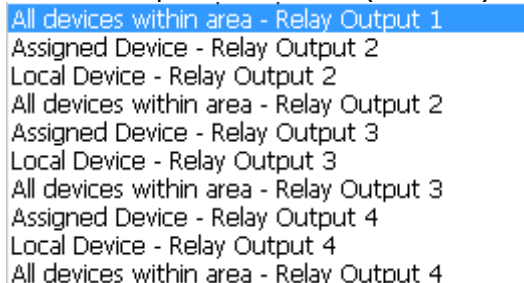 All devices within area - Relay Output 1
Assigned Device - Relay Output 2
Local Device - Relay Output 2
All devices within area - Relay Output 2
Assigned Device - Relay Output 3
Local Device - Relay Output 3
All devices within area - Relay Output 3
Assigned Device - Relay Output 4
Local Device - Relay Output 4
All devices within area - Relay Output 4